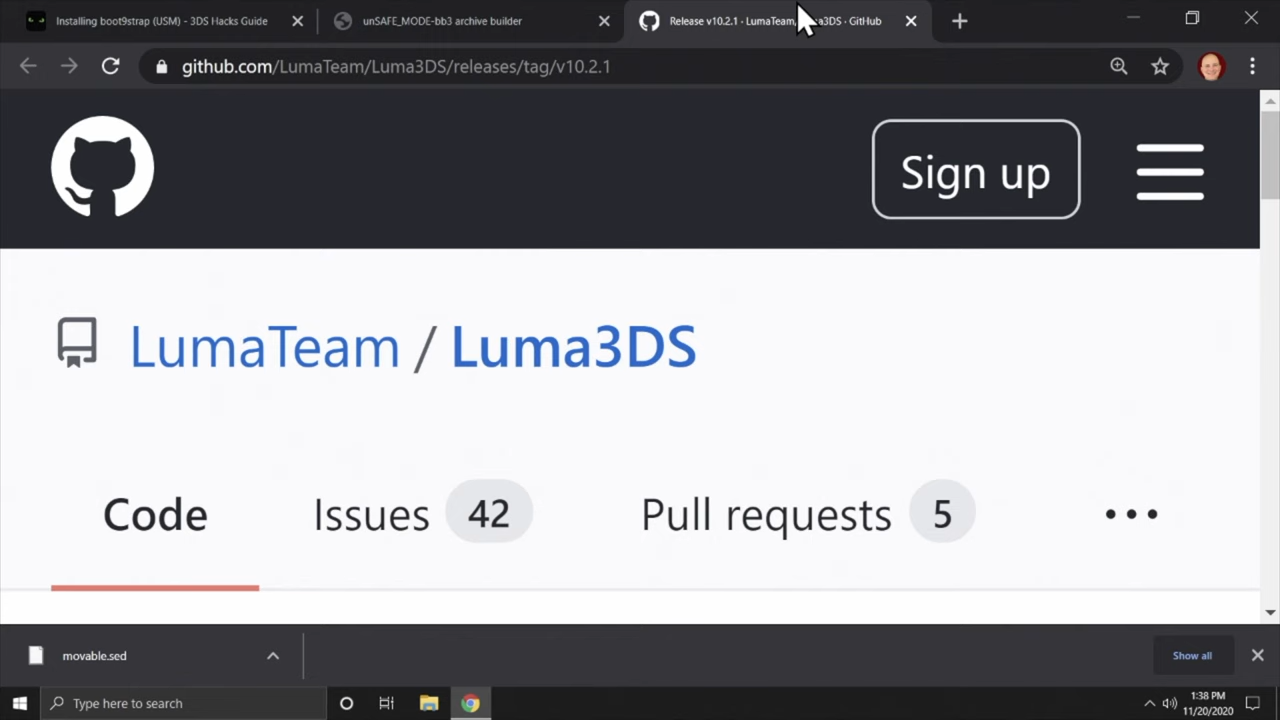 Installing boot9strap (USM) - 3DS Hacks Guide
unSAFE_MODE-bb3 archive builder
Release v10.2.1 · LumaTeam/ a3DS · GitHub
github.com/LumaTeam/Luma3DS/releases/tag/v10.2.1
Sign up
LumaTeam / Luma3DS
Code
Issues 42
Pull requests 5
movable.sed
Show all
Type here to search
1:38 PM
11/20/2020